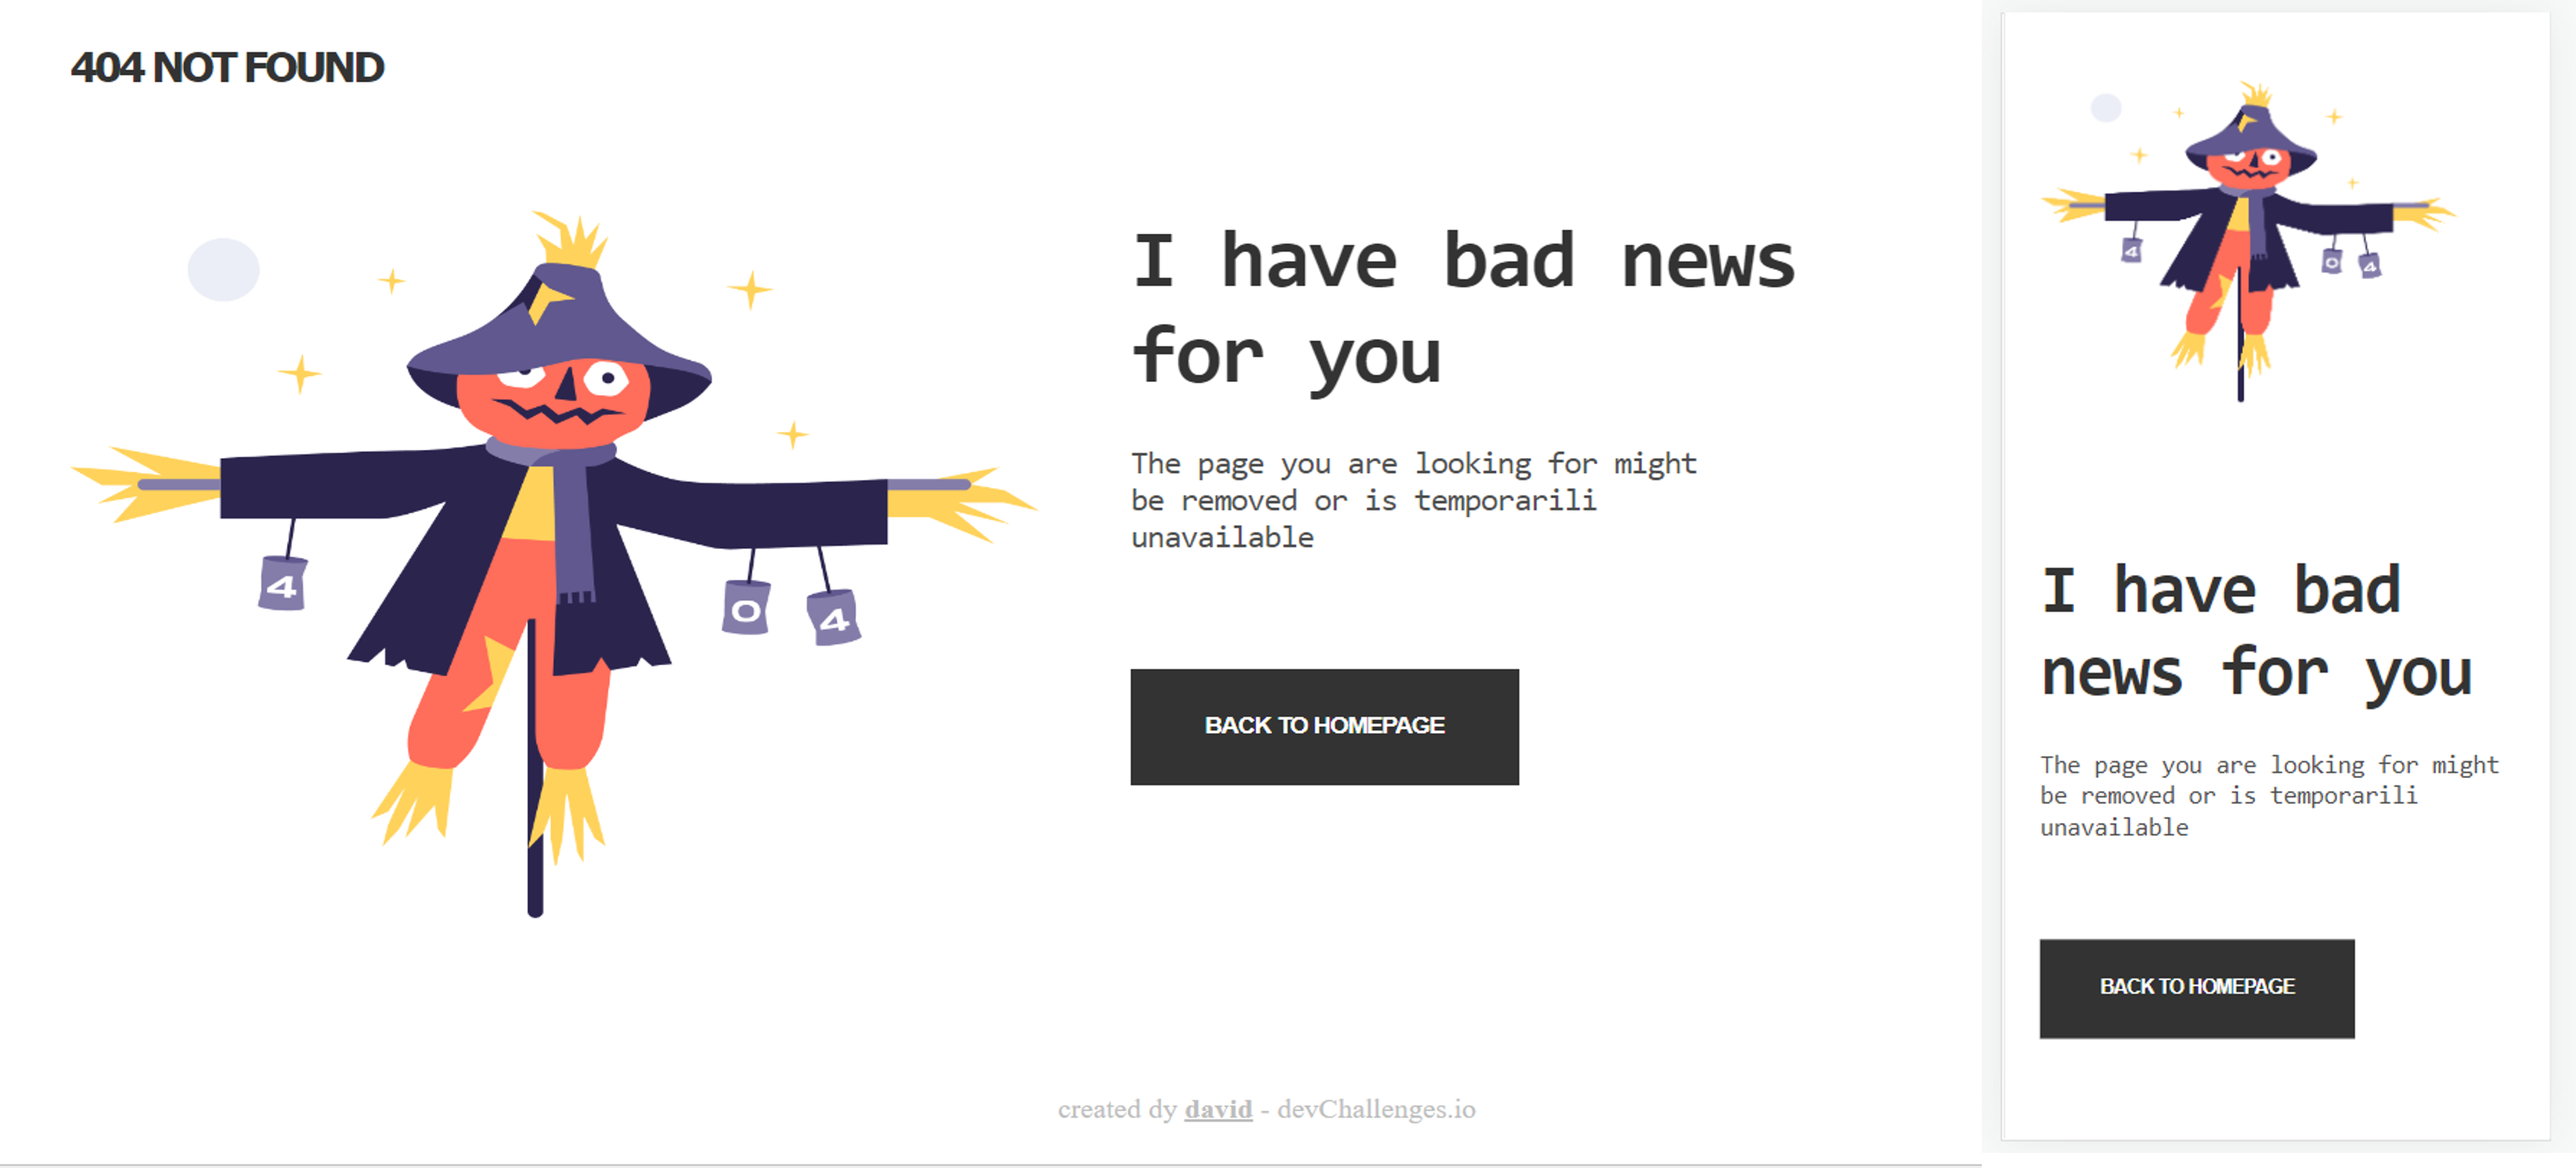 404 NOT FOUND
I have bad news
for you
The page you are looking for might
be removed or is temporarili
unavailable
4
0
4
BACK TO HOMEPAGE
created dy david - devChallenges.io
4
0
4
I have bad
news for you
The page you are looking for might
be removed or is temporarili
unavailable
BACK TO HOMEPAGE